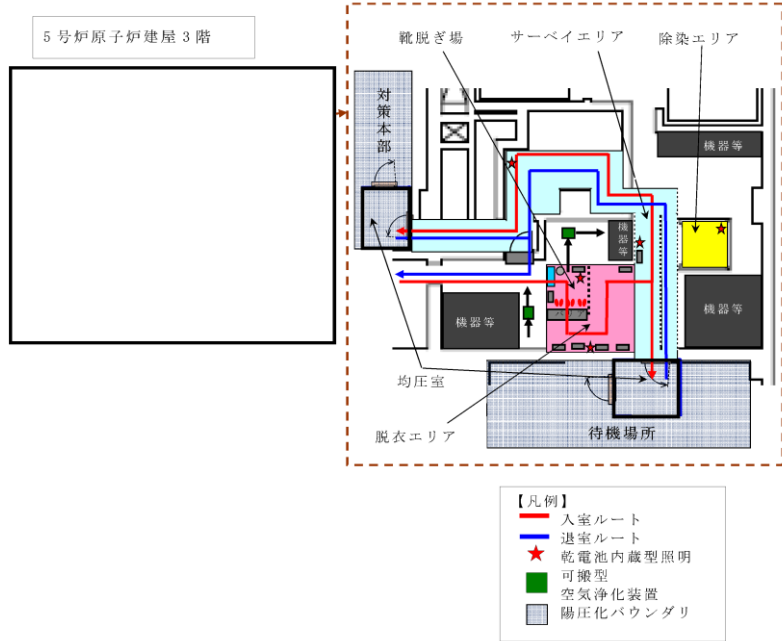 5号炉原子炉建屋3階
靴脱ぎ場
サーベイエリア
除染エリア
対策本部
機器等
機器等
機器等
機器等
バリア
均圧室
脱衣エリア
待機場所
【凡例】
入室ルート
退室ルート
乾電池内蔵型照明
可搬型
空気浄化装置
陽圧化バウンダリ